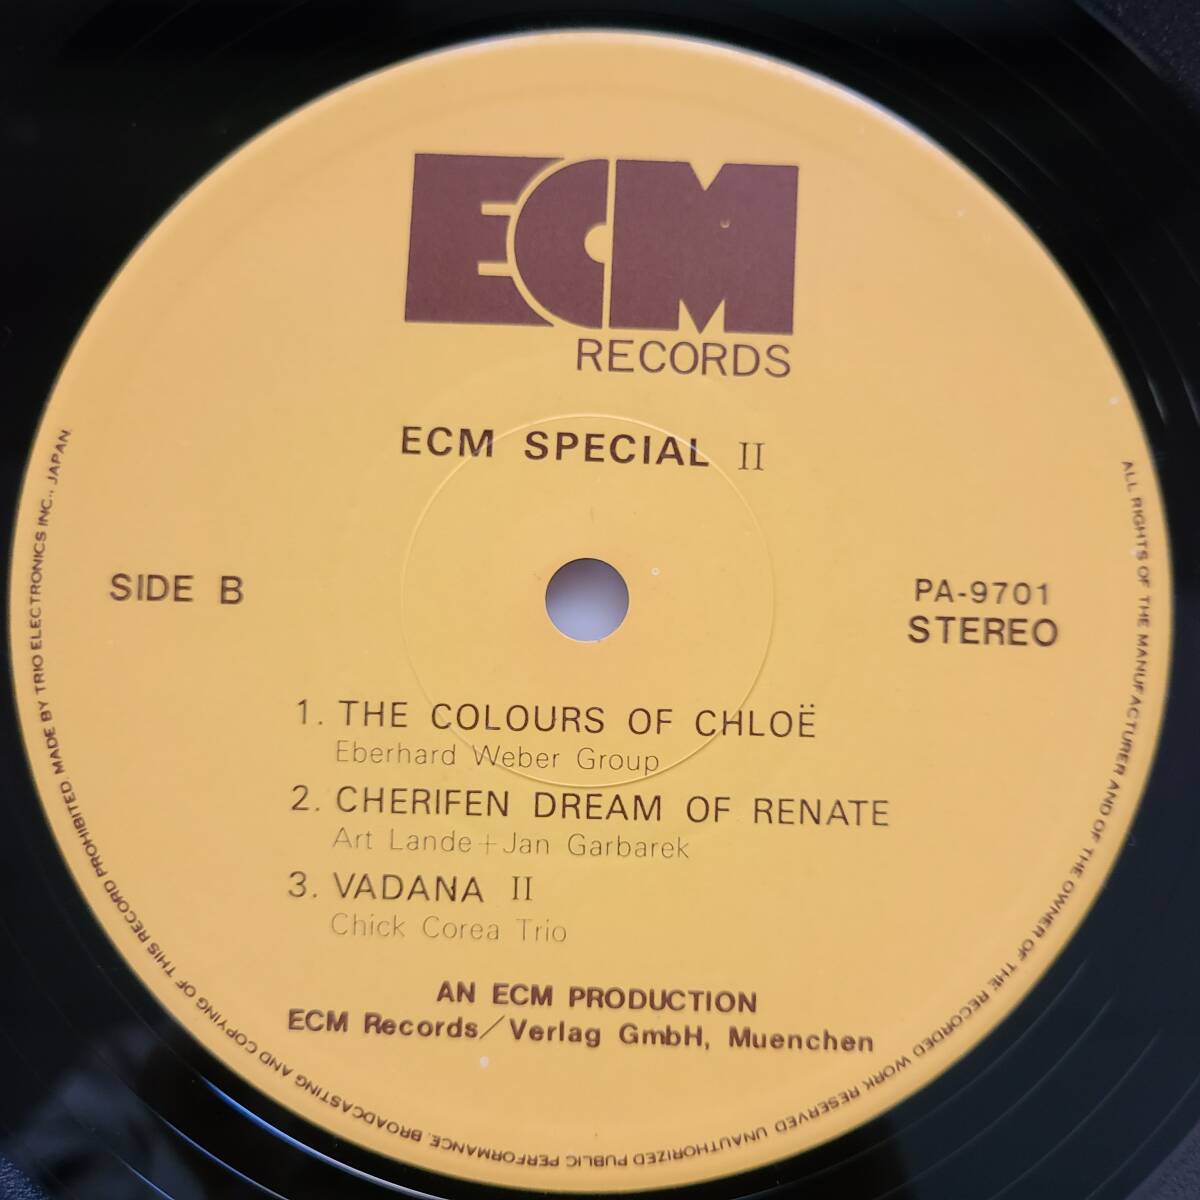 ECM
RECORDS
ECM SPECIAL II
SIDE B
PA-9701
STEREO
1. THE COLOURS OF CHLOË
Eberhard Weber Group
2. CHERIFEN DREAM OF RENATE
Art Lande+Jan Garbarek
3. VADANA II
Chick Corea Trio
AN ECM PRODUCTION
ECM Records/Verlag GmbH, Muenchen
ALL RIGHTS OF THE MANUFACTURER AND OF THE OWNER OF THE RECORDED WORK RESERVED UNAUTHORIZED PUBLIC PERFORMANCE, BROADCASTING AND COPYING OF THIS RECORD PROHIBITED MADE BY TRIO ELECTRONICS INC., JAPAN.